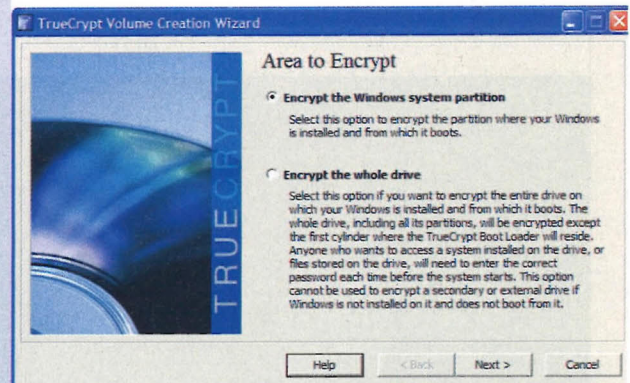 TrueCrypt Volume Creation Wizard
TRUECRYPT
Area to Encrypt
Encrypt the Windows system partition
Select this option to encrypt the partition where your Windows
is installed and from which it boots.
Encrypt the whole drive
Select this option if you want to encrypt the entire drive on
which your Windows is installed and from which it boots. The
whole drive, including all its partitions, will be encrypted except
the first cylinder where the TrueCrypt Boot Loader will reside.
Anyone who wants to access a system installed on the drive, or
files stored on the drive, will need to enter the correct
password each time before the system starts. This option
cannot be used to encrypt a secondary or external drive if
Windows is not installed on it and does not boot from it.
Help
< Back
Next >
Cancel